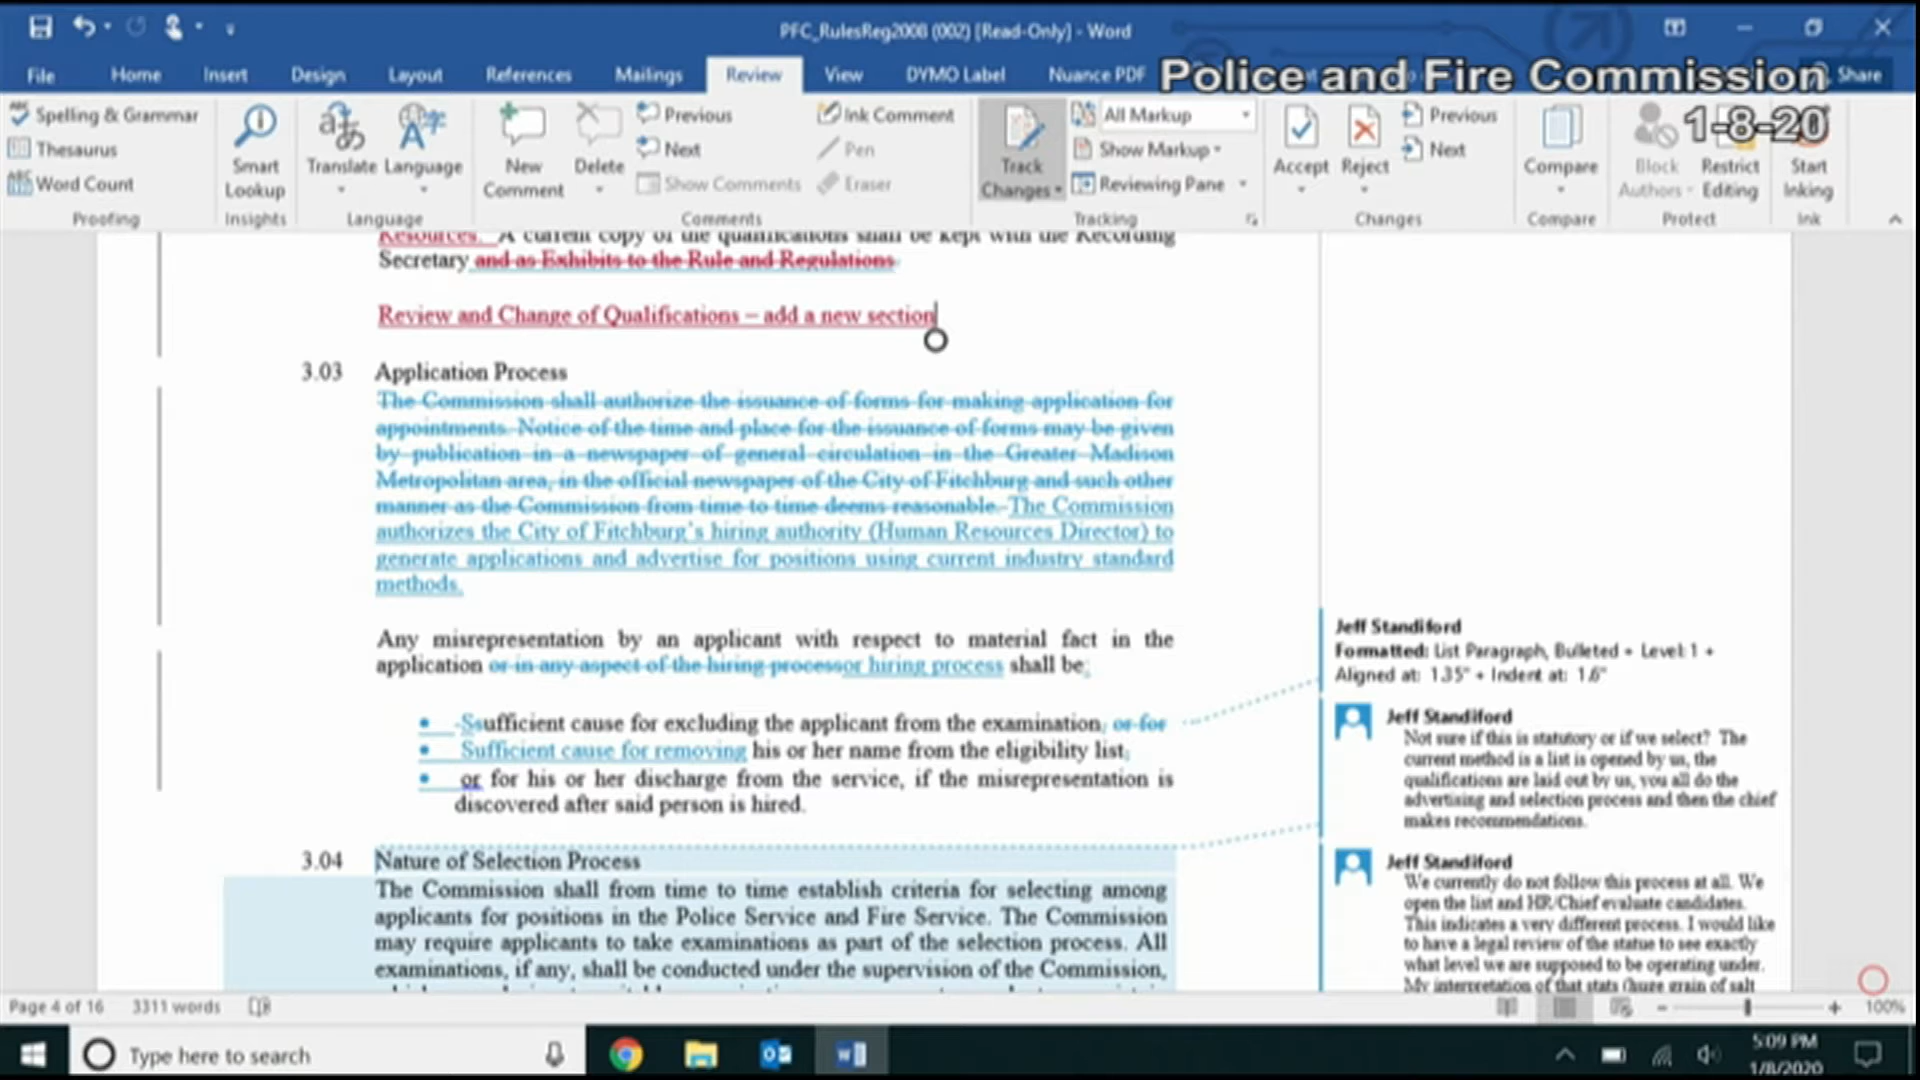 PFC_RulesReg2008 (002) [Read-Only] - Word
File Home Insert Design Layout References Mailings Review View DYMO Label Nuance PDF Share
Police and Fire Commission
1-8-20
Spelling & Grammar
Thesaurus
Word Count
Proofing
Smart Lookup
Insights
Translate
Language
Language
New Comment
Delete
Previous
Next
Show Comments
Ink Comment
Pen
Eraser
Comments
Track Changes
All Markup
Show Markup
Reviewing Pane
Tracking
Accept
Reject
Previous
Next
Changes
Compare
Compare
Block Authors
Restrict Editing
Protect
Start Inking
Ink
Resources. A current copy of the qualifications shall be kept with the Recording
Secretary and as Exhibits to the Rule and Regulations
Review and Change of Qualifications – add a new section
3.03 Application Process
The Commission shall authorize the issuance of forms for making application for
appointments. Notice of the time and place for the issuance of forms may be given
by publication in a newspaper of general circulation in the Greater Madison
Metropolitan area, in the official newspaper of the City of Fitchburg and such other
manner as the Commission from time to time deems reasonable. The Commission
authorizes the City of Fitchburg's hiring authority (Human Resources Director) to
generate applications and advertise for positions using current industry standard
methods.
Any misrepresentation by an applicant with respect to material fact in the
application or in any aspect of the hiring processor hiring process shall be:
• Ssufficient cause for excluding the applicant from the examination, or for
• Sufficient cause for removing his or her name from the eligibility list,
• or for his or her discharge from the service, if the misrepresentation is
discovered after said person is hired.
3.04 Nature of Selection Process
The Commission shall from time to time establish criteria for selecting among
applicants for positions in the Police Service and Fire Service. The Commission
may require applicants to take examinations as part of the selection process. All
examinations, if any, shall be conducted under the supervision of the Commission,
Jeff Standiford
Formatted: List Paragraph, Bulleted + Level: 1 +
Aligned at: 1.35" + Indent at: 1.6"
Jeff Standiford
Not sure if this is statutory or if we select? The
current method is a list is opened by us, the
qualifications are laid out by us, you all do the
advertising and selection process and then the chief
makes recommendations.
Jeff Standiford
We currently do not follow this process at all. We
open the list and HR/Chief evaluate candidates.
This indicates a very different process. I would like
to have a legal review of the statue to see exactly
what level we are supposed to be operating under.
My interpretation of that stats (huge grain of salt
Page 4 of 16 3311 words 100%
Type here to search
5:09 PM
1/8/2020